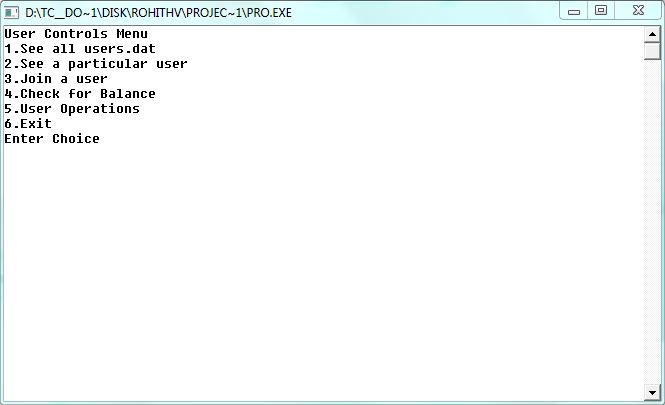 D:\TC__DO~1\DISK\ROHITHV\PROJEC~1\PRO.EXE
User Controls Menu
1.See all users.dat
2.See a particular user
3.Join a user
4.Check for Balance
5.User Operations
6.Exit
Enter Choice